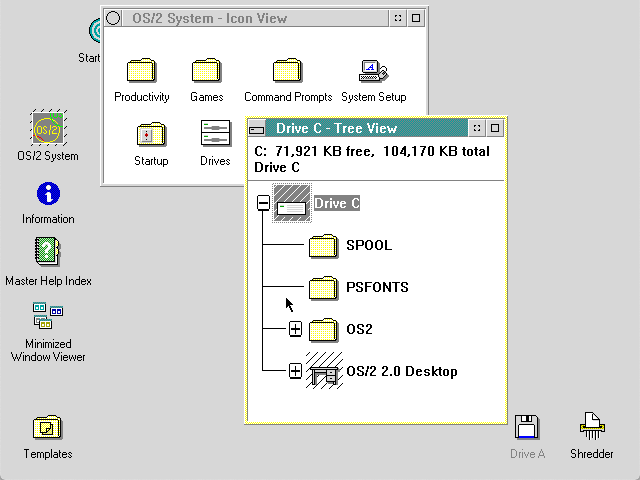 OS/2 System - Icon View
Start
Productivity
Games
Command Prompts
System Setup
OS/2
OS/2 System
Startup
Drives
Drive C - Tree View
C: 71,921 KB free, 104,170 KB total
Drive C
Drive C
SPOOL
PSFONTS
OS2
OS/2 2.0 Desktop
Information
Master Help Index
Minimized
Window Viewer
Templates
Drive A
Shredder